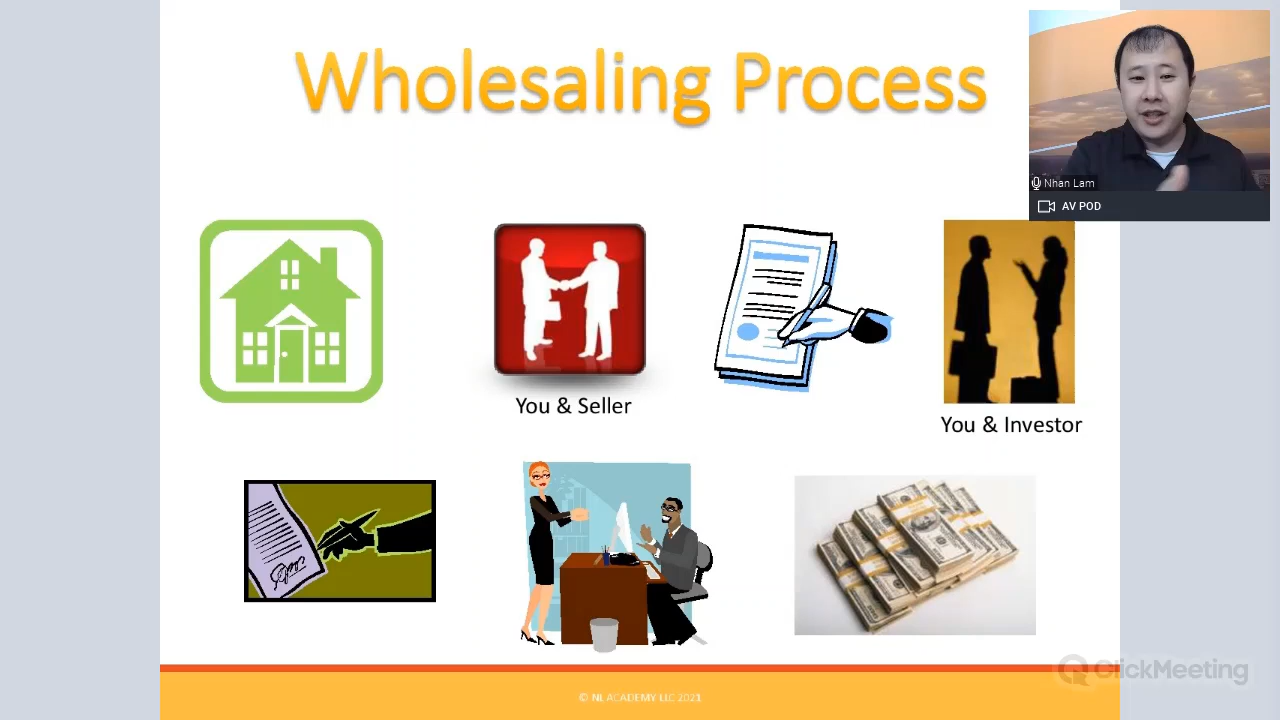 Wholesaling Process
Nhan Lam
AV POD
You & Seller
You & Investor
ClickMeeting
© NL ACADEMY LLC 2021